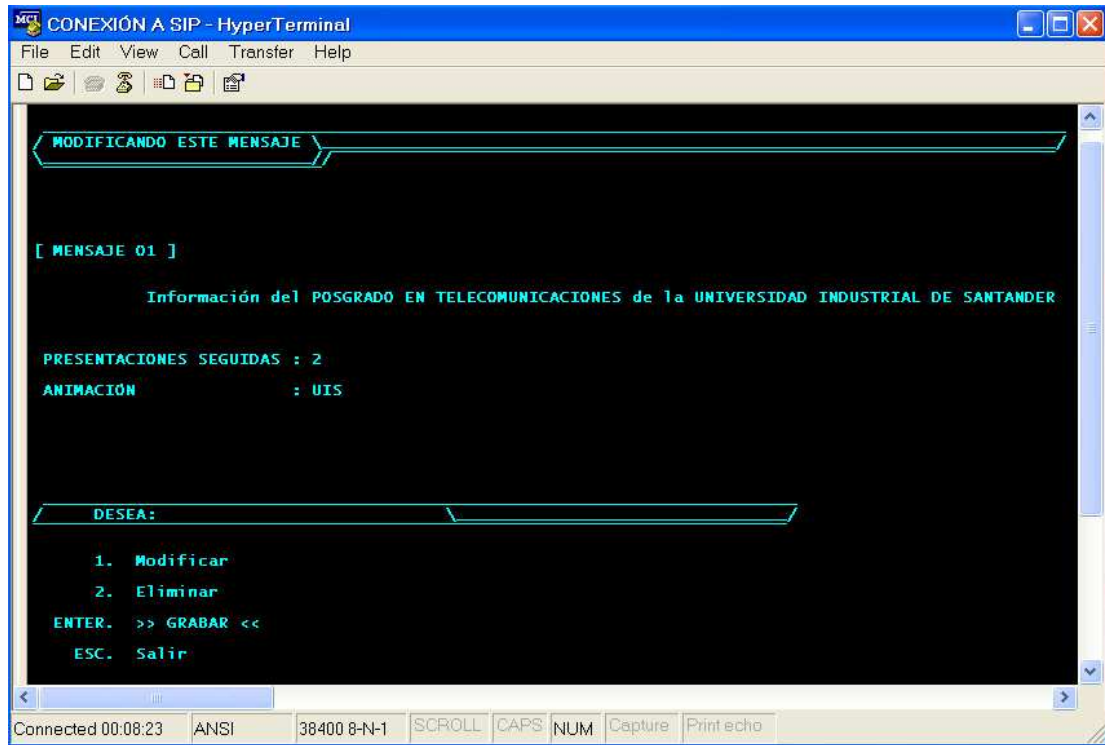 MCI CONEXIÓN A SIP - HyperTerminal
File Edit View Call Transfer Help
MODIFICANDO ESTE MENSAJE
[ MENSAJE 01 ]
Información del POSGRADO EN TELECOMUNICACIONES de la UNIVERSIDAD INDUSTRIAL DE SANTANDER
PRESENTACIONES SEGUIDAS : 2
ANIMACIÓN : UIS
DESEA:
1. Modificar
2. Eliminar
ENTER. >> GRABAR <<
ESC. Salir
Connected 00:08:23 ANSI 38400 8-N-1 SCROLL CAPS NUM Capture Print echo